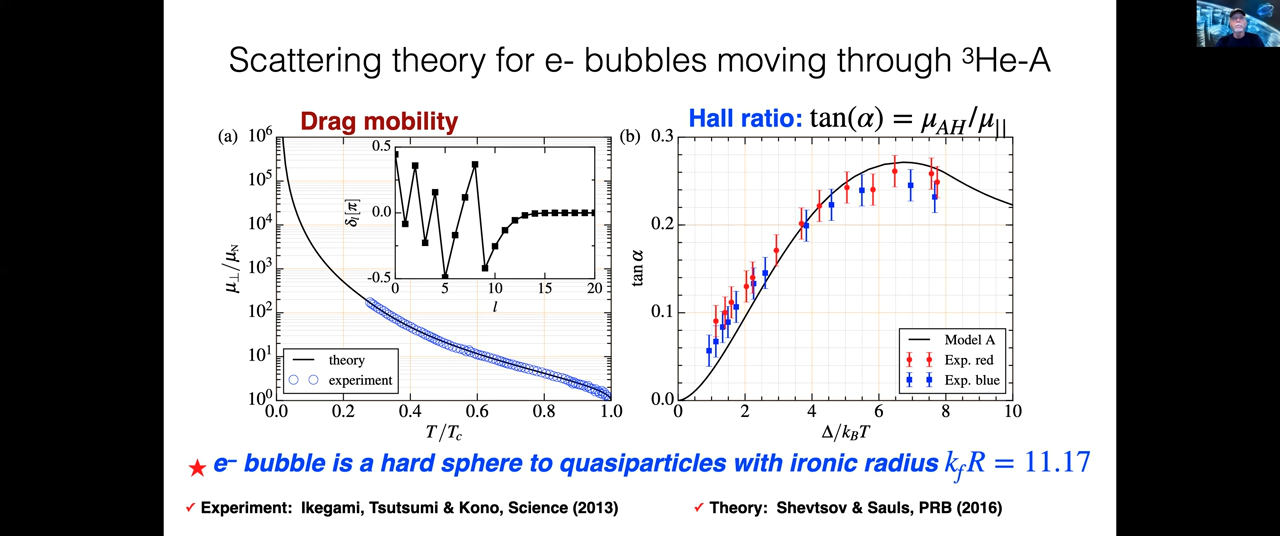 Scattering theory for e- bubbles moving through ³He-A
Drag mobility
Hall ratio: tan(α) = μ_AH/μ_||
(a)
10⁶
10⁵
10⁴
10³
10²
10¹
10⁰
μ⊥/μ_N
0.5
0.0
-0.5
δ_l[π]
0
5
10
15
20
l
theory
experiment
0.0
0.2
0.4
0.6
0.8
1.0
T/T_c
(b)
0.3
0.2
0.1
0.0
tan α
Model A
Exp. red
Exp. blue
0
2
4
6
8
10
Δ/k_BT
★ e⁻ bubble is a hard sphere to quasiparticles with ironic radius k_fR = 11.17
✓ Experiment: Ikegami, Tsutsumi & Kono, Science (2013)
✓ Theory: Shevtsov & Sauls, PRB (2016)